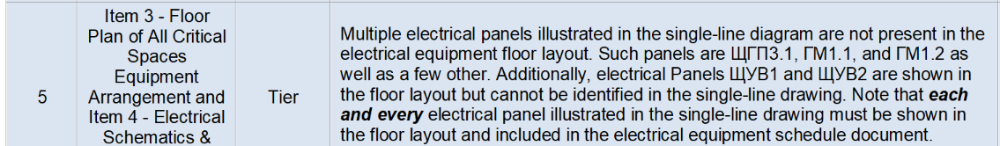 5
Item 3 - Floor
Plan of All Critical
Spaces
Equipment
Arrangement and
Item 4 - Electrical
Schematics &
Tier
Multiple electrical panels illustrated in the single-line diagram are not present in the
electrical equipment floor layout. Such panels are ЩГП3.1, ГМ1.1, and ГМ1.2 as
well as a few other. Additionally, electrical Panels ЩУВ1 and ЩУВ2 are shown in
the floor layout but cannot be identified in the single-line drawing. Note that each
and every electrical panel illustrated in the single-line drawing must be shown in
the floor layout and included in the electrical equipment schedule document.